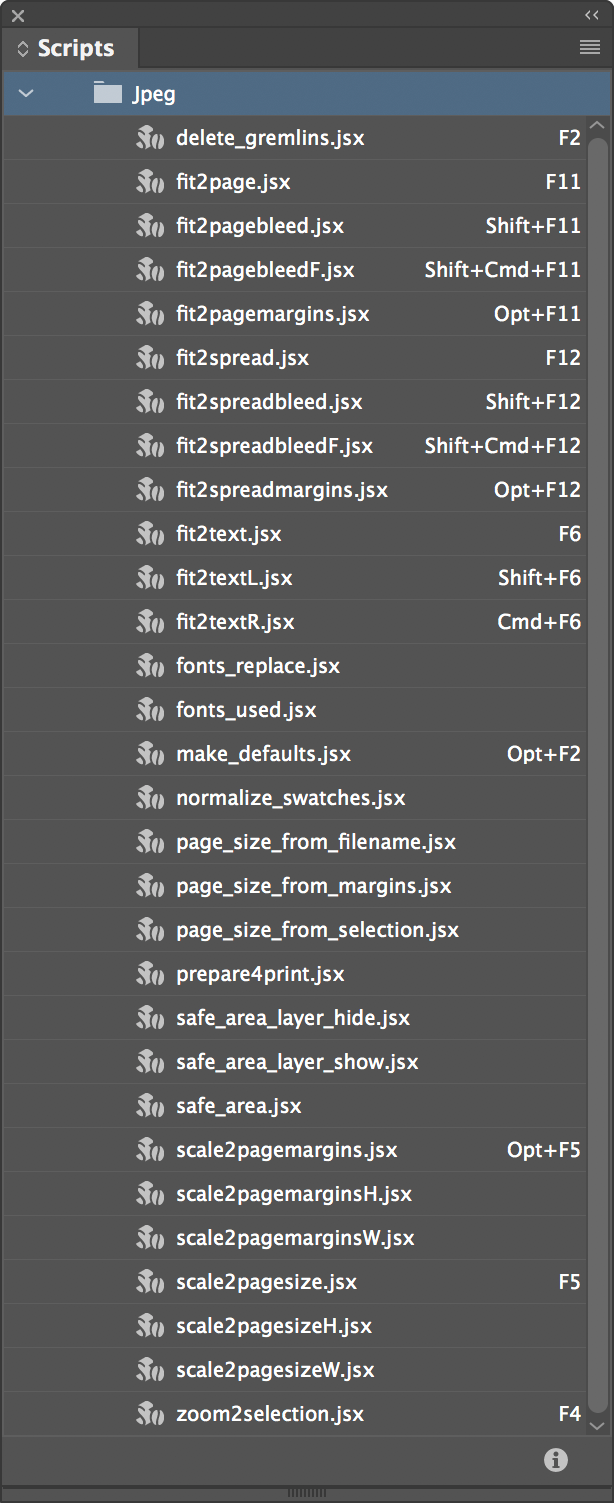 Scripts
Jpeg
delete_gremlins.jsx F2
fit2page.jsx F11
fit2pagebleed.jsx Shift+F11
fit2pagebleedF.jsx Shift+Cmd+F11
fit2pagemargins.jsx Opt+F11
fit2spread.jsx F12
fit2spreadbleed.jsx Shift+F12
fit2spreadbleedF.jsx Shift+Cmd+F12
fit2spreadmargins.jsx Opt+F12
fit2text.jsx F6
fit2textL.jsx Shift+F6
fit2textR.jsx Cmd+F6
fonts_replace.jsx
fonts_used.jsx
make_defaults.jsx Opt+F2
normalize_swatches.jsx
page_size_from_filename.jsx
page_size_from_margins.jsx
page_size_from_selection.jsx
prepare4print.jsx
safe_area_layer_hide.jsx
safe_area_layer_show.jsx
safe_area.jsx
scale2pagemargins.jsx Opt+F5
scale2pagemarginsH.jsx
scale2pagemarginsW.jsx
scale2pagesize.jsx F5
scale2pagesizeH.jsx
scale2pagesizeW.jsx
zoom2selection.jsx F4